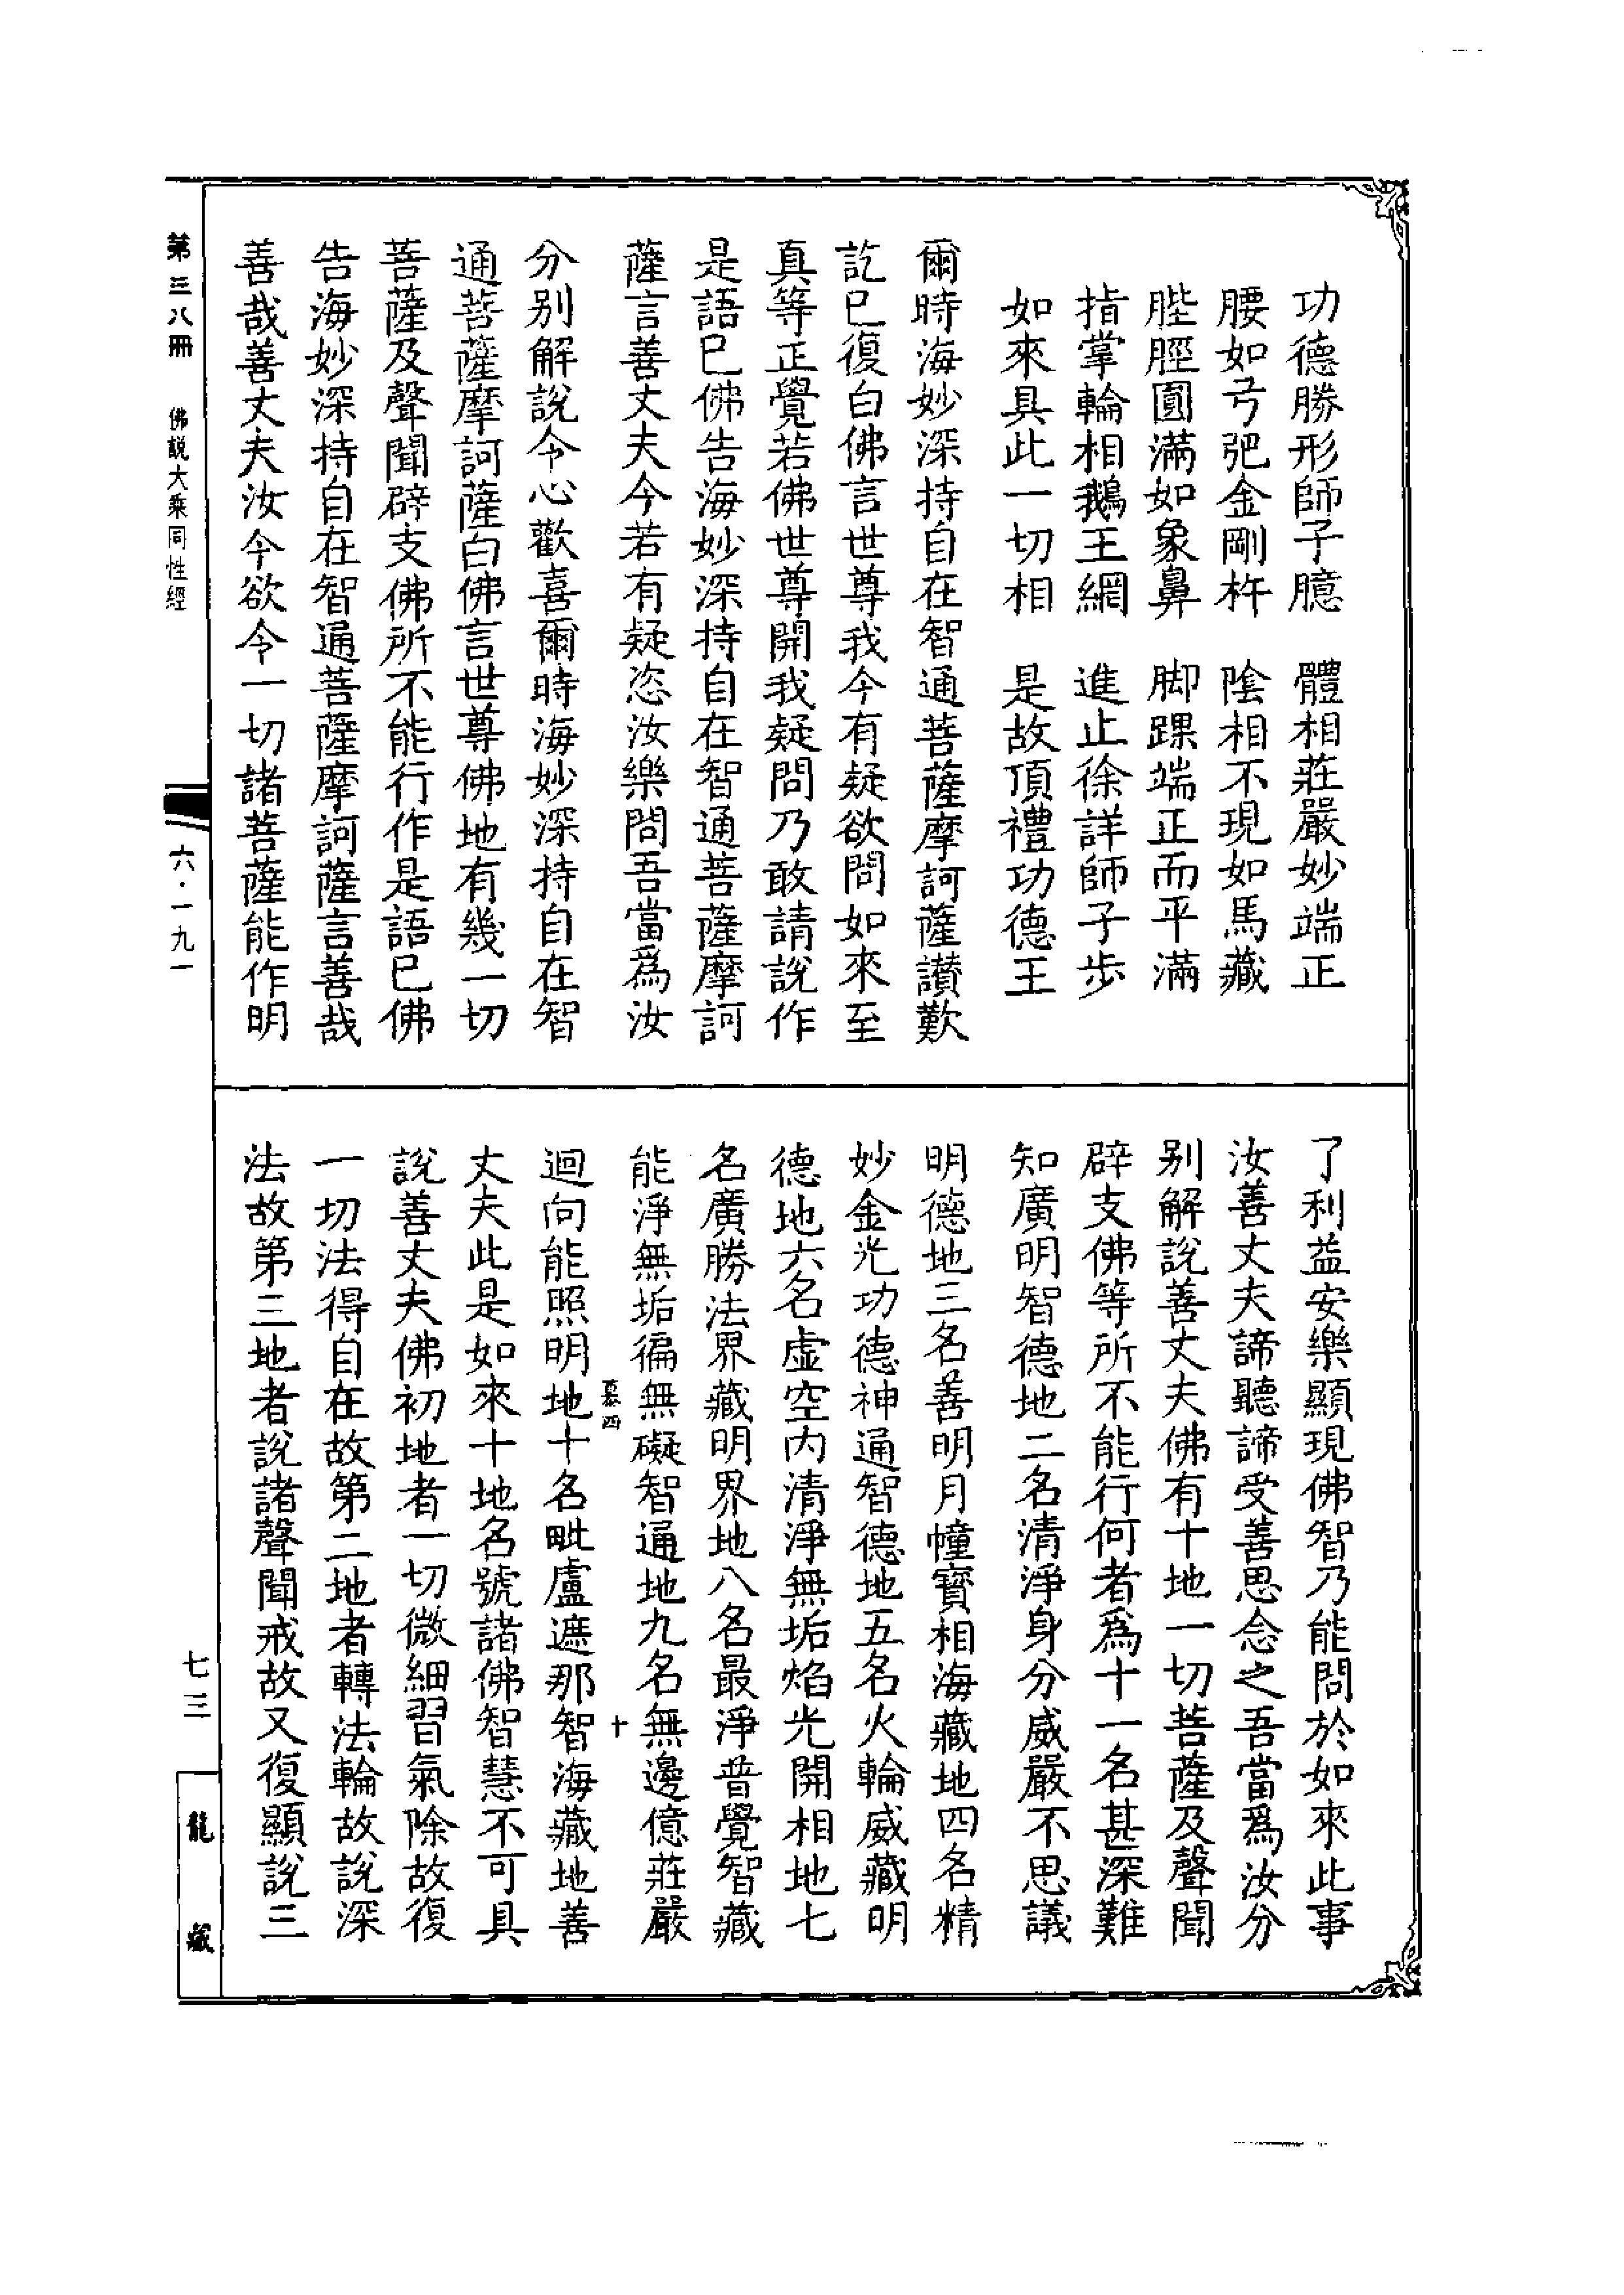 功德勝形師子臆　體相莊嚴妙端正
腰如弓弝金剛杵　陰相不現如馬藏
䏶脛圓滿如象鼻　脚踝端正而平滿
指掌輪相鵝王網　進止徐詳師子步
如來具此一切相　是故頂禮功德王
爾時海妙深持自在智通菩薩摩訶薩讚歎
訖已復白佛言世尊我今有疑欲問如來至
真等正覺若佛世尊開我疑問乃敢請說作
是語已佛告海妙深持自在智通菩薩摩訶
薩言善丈夫今若有疑恣汝樂問吾當爲汝
分别解說令心歡喜爾時海妙深持自在智
通菩薩摩訶薩白佛言世尊佛地有幾一切
菩薩及聲聞辟支佛所不能行作是語已佛
告海妙深持自在智通菩薩摩訶薩言善哉
善哉善丈夫汝今欲令一切諸菩薩能作明
了利益安樂顯現佛智乃能問於如來此事
汝善丈夫諦聽諦受善思念之吾當爲汝分
别解說善丈夫佛有十地一切菩薩及聲聞
辟支佛等所不能行何者爲十一名甚深難
知廣明智德地二名清淨身分威嚴不思議
明德地三名善明月幢寶相海藏地四名精
妙金光功德神通智德地五名火輪威藏明
德地六名虛空内清淨無垢焰光開相地七
名廣勝法界藏明界地八名最淨普覺智藏
能淨無垢徧無礙智通地九名無邊億莊嚴
迴向能照明地十名毗盧遮那智海藏地善
丈夫此是如來十地名號諸佛智慧不可具
說善丈夫佛初地者一切微細習氣除故復
一切法得自在故第二地者轉法輪故說深
法故第三地者說諸聲聞戒故又復顯說三
慕四
十
第三八冊　佛說大乘同性經
六·一九一
七三
龍藏